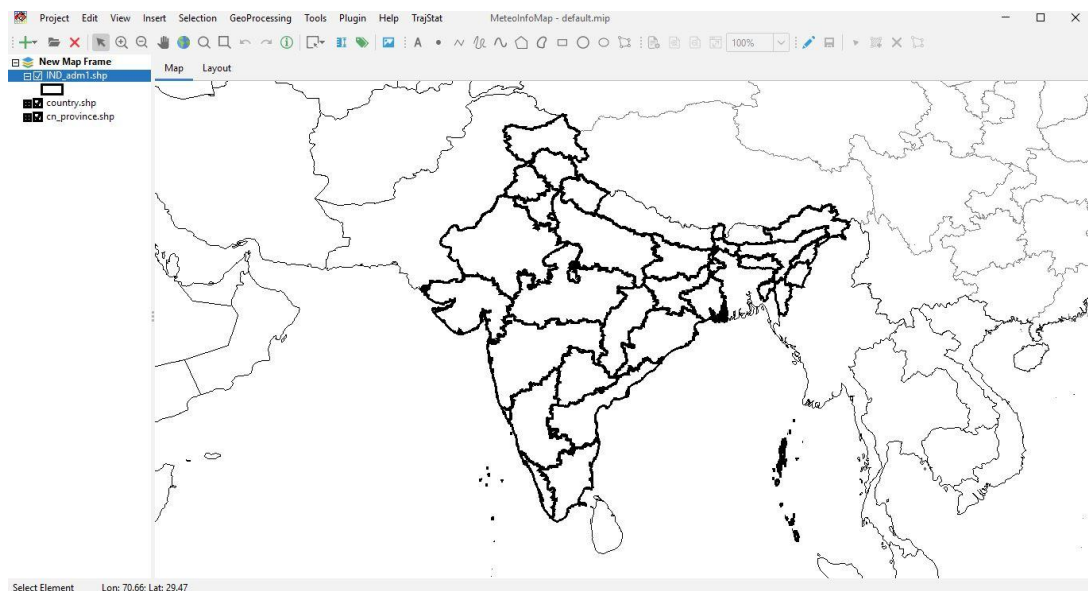 MeteoInfoMap - default.mip
Project Edit View Insert Selection GeoProcessing Tools Plugin Help TrajStat
A 100%
New Map Frame
IND_adm1.shp
country.shp
cn_province.shp
Map Layout
Select Element Lon: 70.66; Lat: 29.47